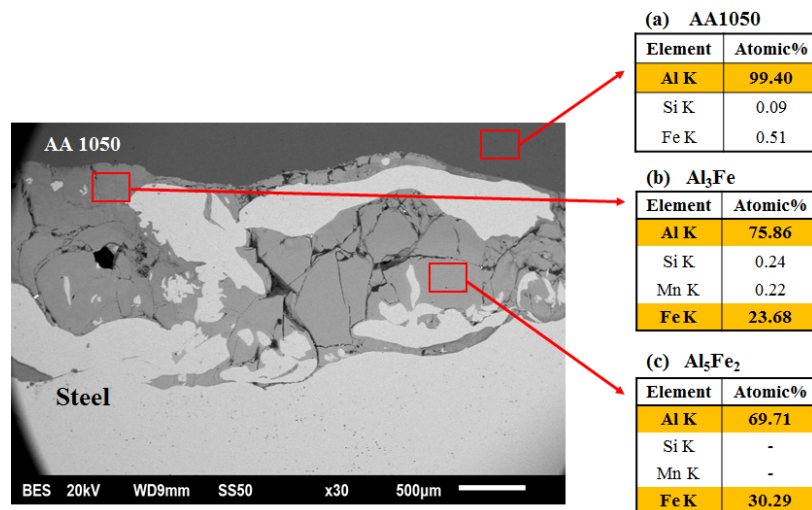 (a) AA1050
Element Atomic%
Al K 99.40
Si K 0.09
Fe K 0.51
AA 1050
(b) Al₃Fe
Element Atomic%
Al K 75.86
Si K 0.24
Mn K 0.22
Fe K 23.68
(c) Al₅Fe₂
Element Atomic%
Al K 69.71
Si K -
Mn K -
Fe K 30.29
Steel
BES 20kV WD9mm SS50 x30 500µm